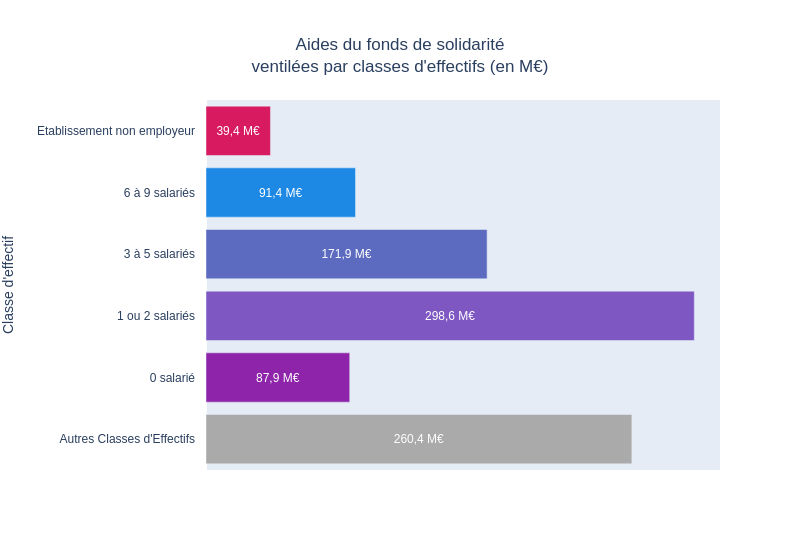 Aides du fonds de solidarité
ventilées par classes d'effectifs (en M€)
Classe d'effectif
Etablissement non employeur 39,4 M€
6 à 9 salariés 91,4 M€
3 à 5 salariés 171,9 M€
1 ou 2 salariés 298,6 M€
0 salarié 87,9 M€
Autres Classes d'Effectifs 260,4 M€